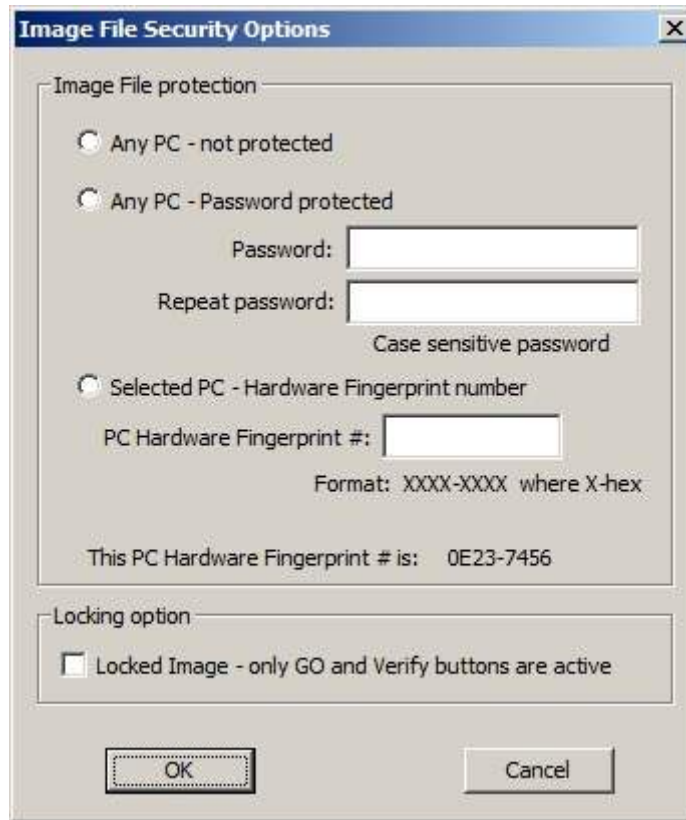 Image File Security Options
Image File protection
Any PC - not protected
Any PC - Password protected
Password:
Repeat password:
Case sensitive password
Selected PC - Hardware Fingerprint number
PC Hardware Fingerprint #:
Format: XXXX-XXXX where X-hex
This PC Hardware Fingerprint # is: 0E23-7456
Locking option
Locked Image - only GO and Verify buttons are active
OK Cancel